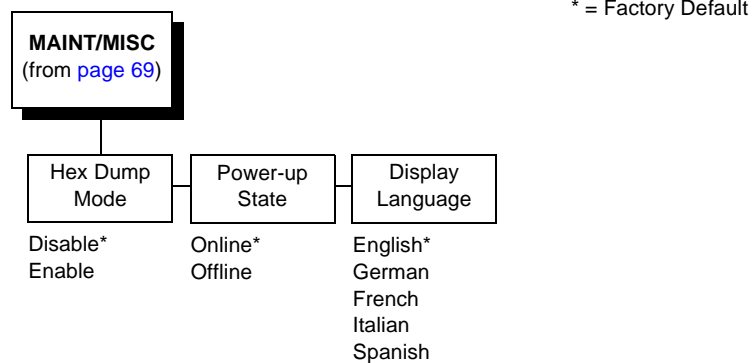 * = Factory Default
MAINT/MISC
(from page 69)
Hex Dump
Mode
Power-up
State
Display
Language
Disable*
Enable
Online*
Offline
English*
German
French
Italian
Spanish